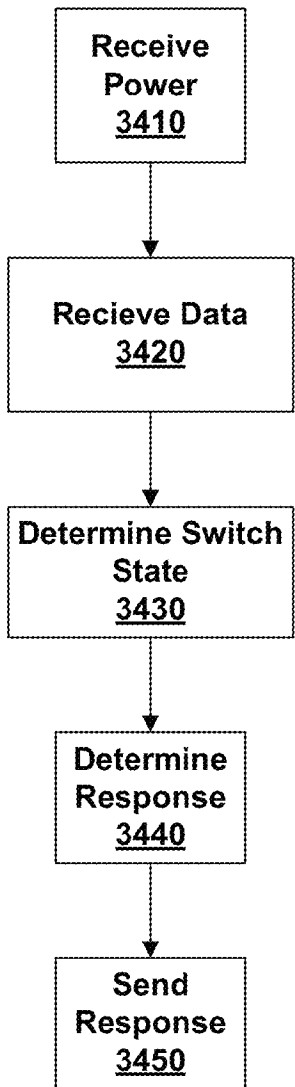 Receive
Power
3410
Recieve Data
3420
Determine Switch
State
3430
Determine
Response
3440
Send
Response
3450